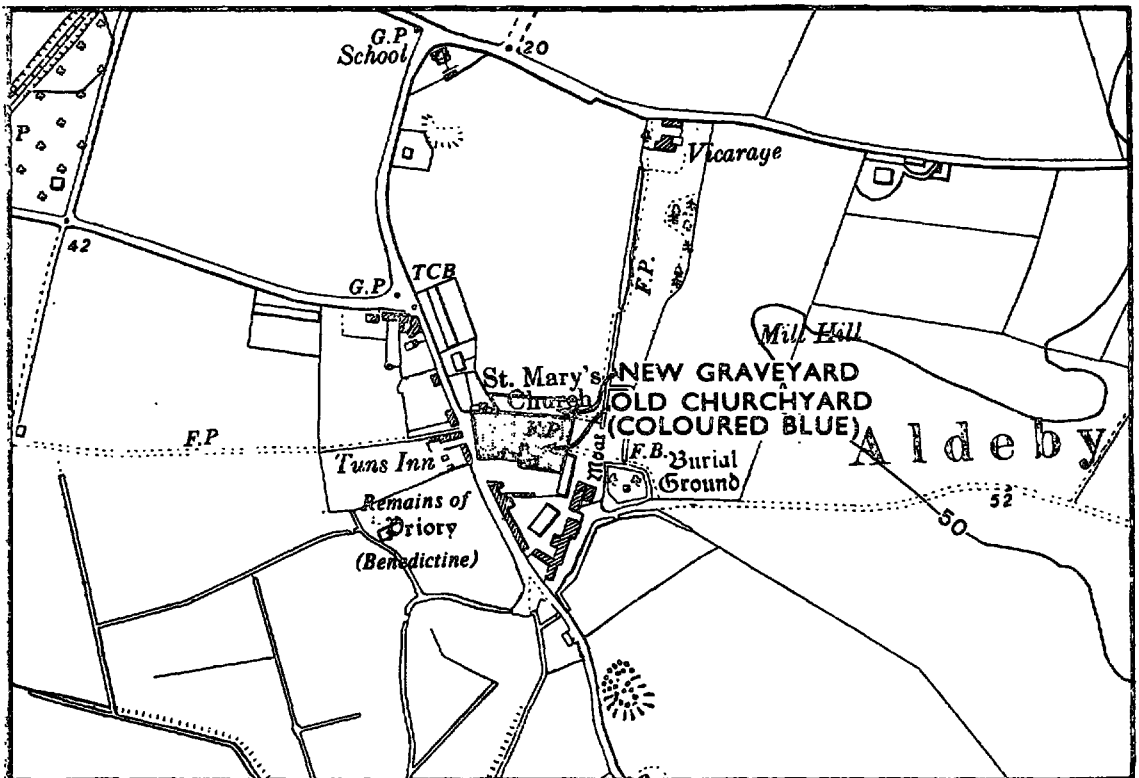 G.P
School
20
P
Vicaraye
42
TCB
G.P
F.P.
Mill Hill
St. Mary's
Church
NEW GRAVEYARD
OLD CHURCHYARD
(COLOURED BLUE)
F.P
F.P
Moat
F.B.
Burial
Ground
Aldeby
Tuns Inn
52
50
Remains of
Priory
(Benedictine)